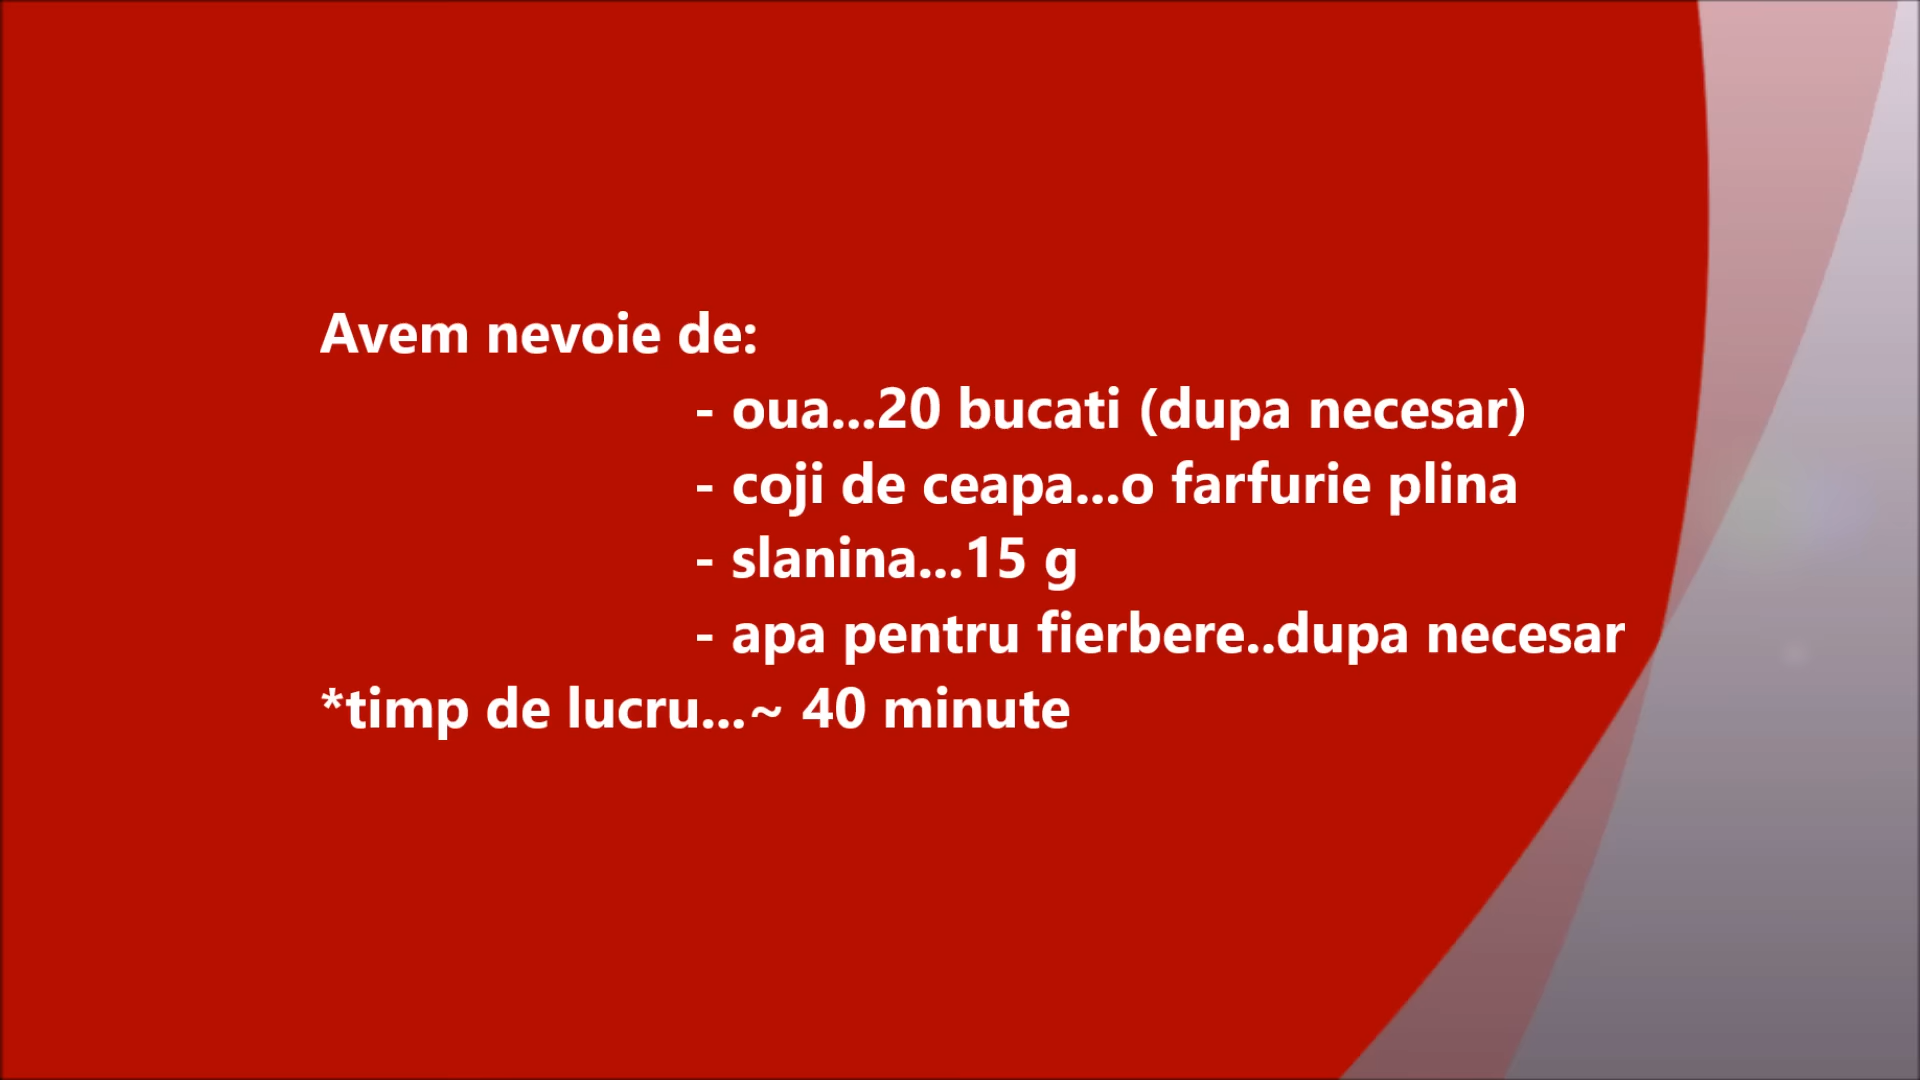 Avem nevoie de:
- oua...20 bucati (dupa necesar)
- coji de ceapa...o farfurie plina
- slanina...15 g
- apa pentru fierbere..dupa necesar
*timp de lucru...~ 40 minute